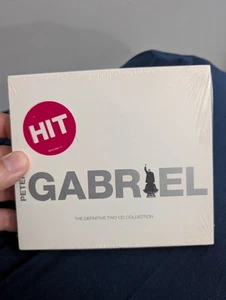 HIT
PETER
GABRIEL
THE DEFINITIVE TWO CD COLLECTION